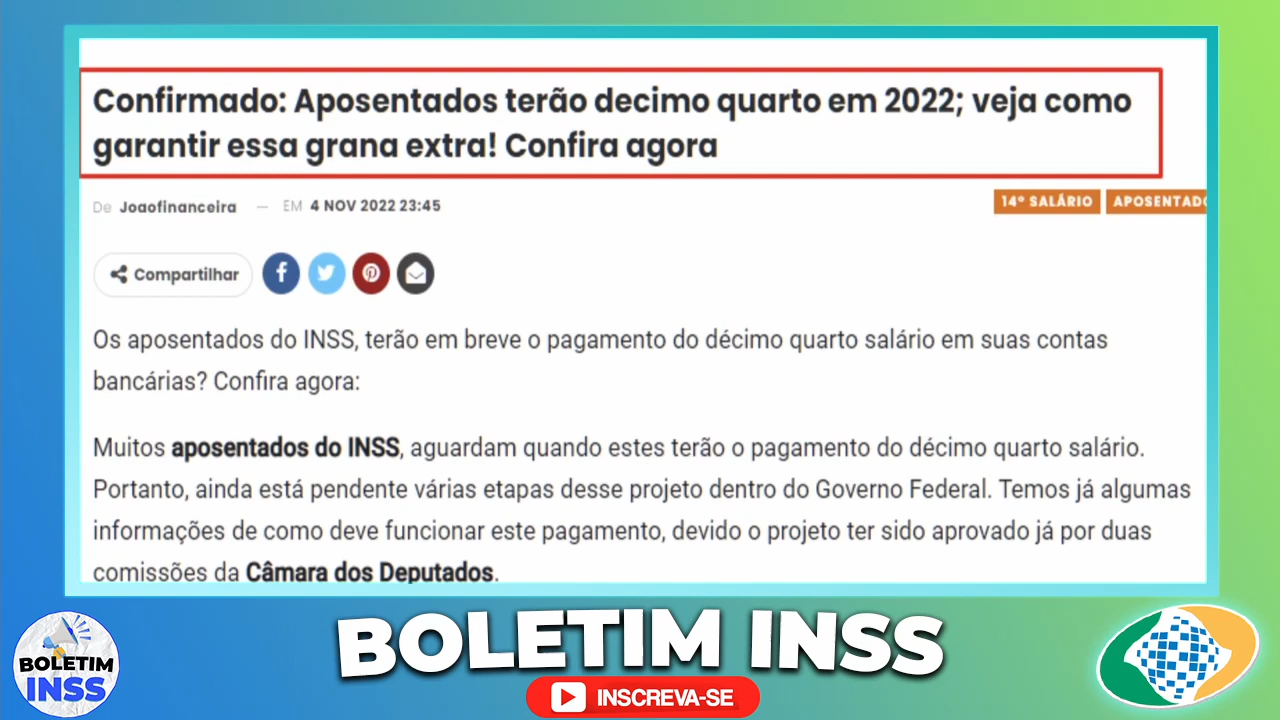 Confirmado: Aposentados terão decimo quarto em 2022; veja como
garantir essa grana extra! Confira agora
De Joaofinanceira — EM 4 NOV 2022 23:45
14º SALÁRIO APOSENTADO
Compartilhar
Os aposentados do INSS, terão em breve o pagamento do décimo quarto salário em suas contas
bancárias? Confira agora:
Muitos aposentados do INSS, aguardam quando estes terão o pagamento do décimo quarto salário.
Portanto, ainda está pendente várias etapas desse projeto dentro do Governo Federal. Temos já algumas
informações de como deve funcionar este pagamento, devido o projeto ter sido aprovado já por duas
comissões da Câmara dos Deputados.
BOLETIM
INSS
BOLETIM INSS
INSCREVA-SE